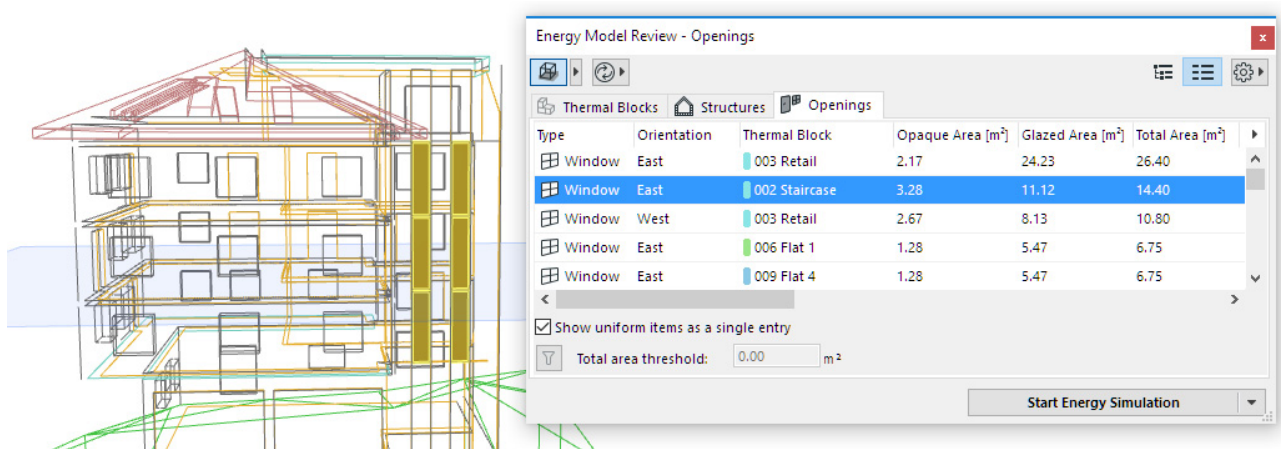 Energy Model Review - Openings
x
Thermal Blocks Structures Openings
Type Orientation Thermal Block Opaque Area [m²] Glazed Area [m²] Total Area [m²]
Window East 003 Retail 2.17 24.23 26.40
Window East 002 Staircase 3.28 11.12 14.40
Window West 003 Retail 2.67 8.13 10.80
Window East 006 Flat 1 1.28 5.47 6.75
Window East 009 Flat 4 1.28 5.47 6.75
Show uniform items as a single entry
Total area threshold: 0.00 m²
Start Energy Simulation